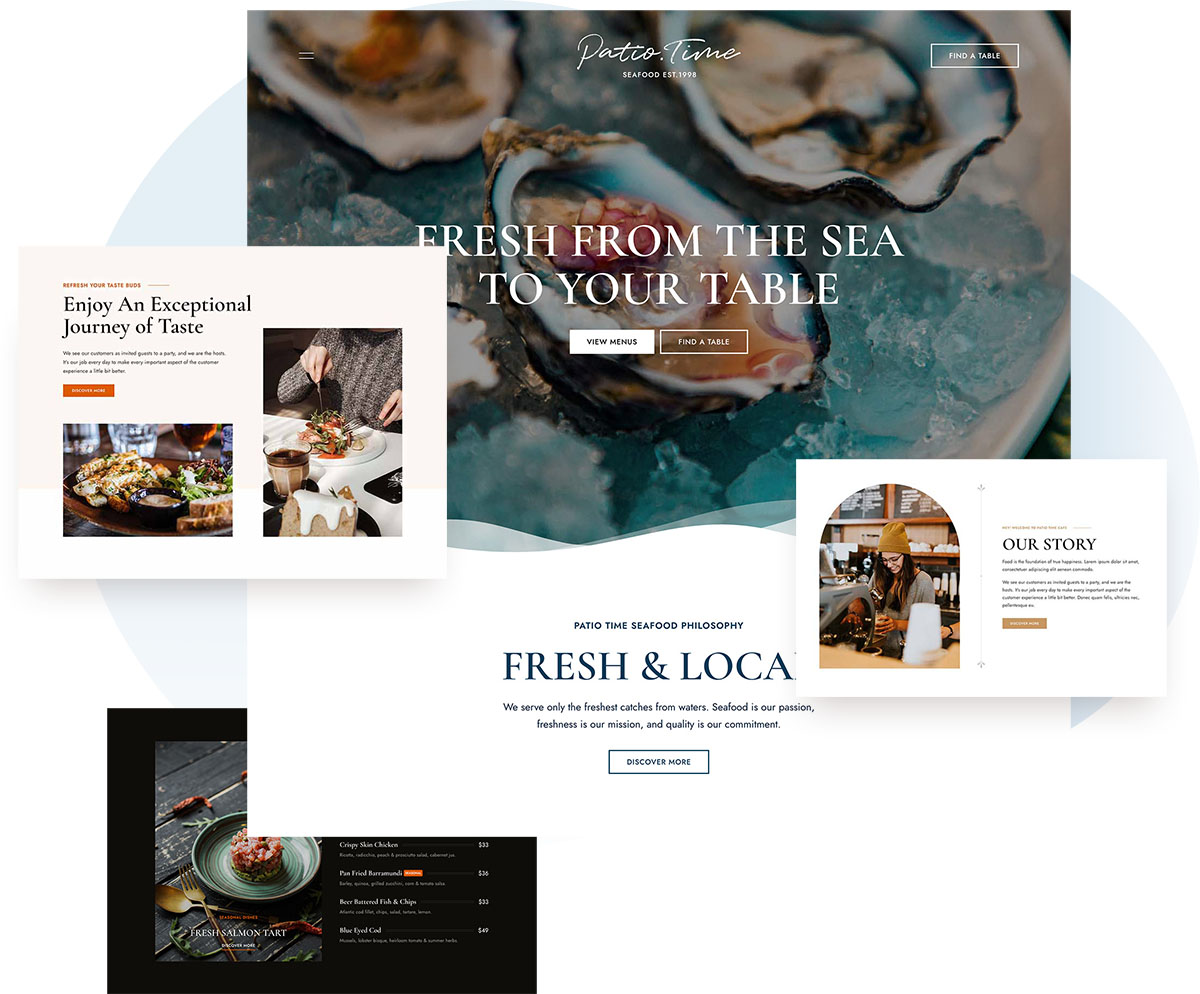 Patio.Time
SEAFOOD EST.1998
FIND A TABLE
FRESH FROM THE SEA
TO YOUR TABLE
VIEW MENUS
FIND A TABLE
REFRESH YOUR TASTE BUDS
Enjoy An Exceptional
Journey of Taste
We see our customers as invited guests to a party, and we are the hosts.
It's our job every day to make every important aspect of the customer
experience a little bit better.
DISCOVER MORE
OUR STORY
Food is the foundation of true happiness. Lorem ipsum dolor sit amet,
consectetuer adipiscing elit aenean commodo.
We see our customers as invited guests to a party, and we are the
hosts. It's our job every day to make every important aspect of the
customer experience a little bit better. Donec quam felis, ultricies nec,
pellentesque eu.
DISCOVER MORE
PATIO TIME SEAFOOD PHILOSOPHY
FRESH & LOCA
We serve only the freshest catches from waters. Seafood is our passion,
freshness is our mission, and quality is our commitment.
DISCOVER MORE
SEASONAL DISHES
FRESH SALMON TART
DISCOVER MORE
Crispy Skin Chicken $33
Ricotta, radicchio, peach & prosciutto salad, cabernet jus.
Pan Fried Barramundi SEASONAL $36
Barley, quinoa, grilled zucchini, corn & tomato salsa.
Beer Battered Fish & Chips $33
Atlantic cod fillet, chips, salad, tartare, lemon.
Blue Eyed Cod $49
Mussels, lobster bisque, heirloom tomato & summer herbs.